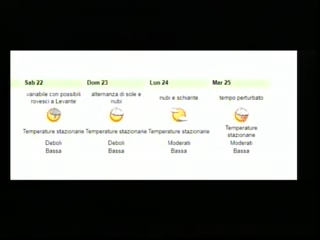 Sab 22 Dom 23 Lun 24 Mar 25
variabile con possibili alternanza di sole e nubi e schiarite tempo perturbato
rovesci a Levante nubi
Temperature stazionarie Temperature stazionarie Temperature stazionarie Temperature
stazionarie
Deboli Deboli Moderati Moderati
Bassa Bassa Bassa Bassa